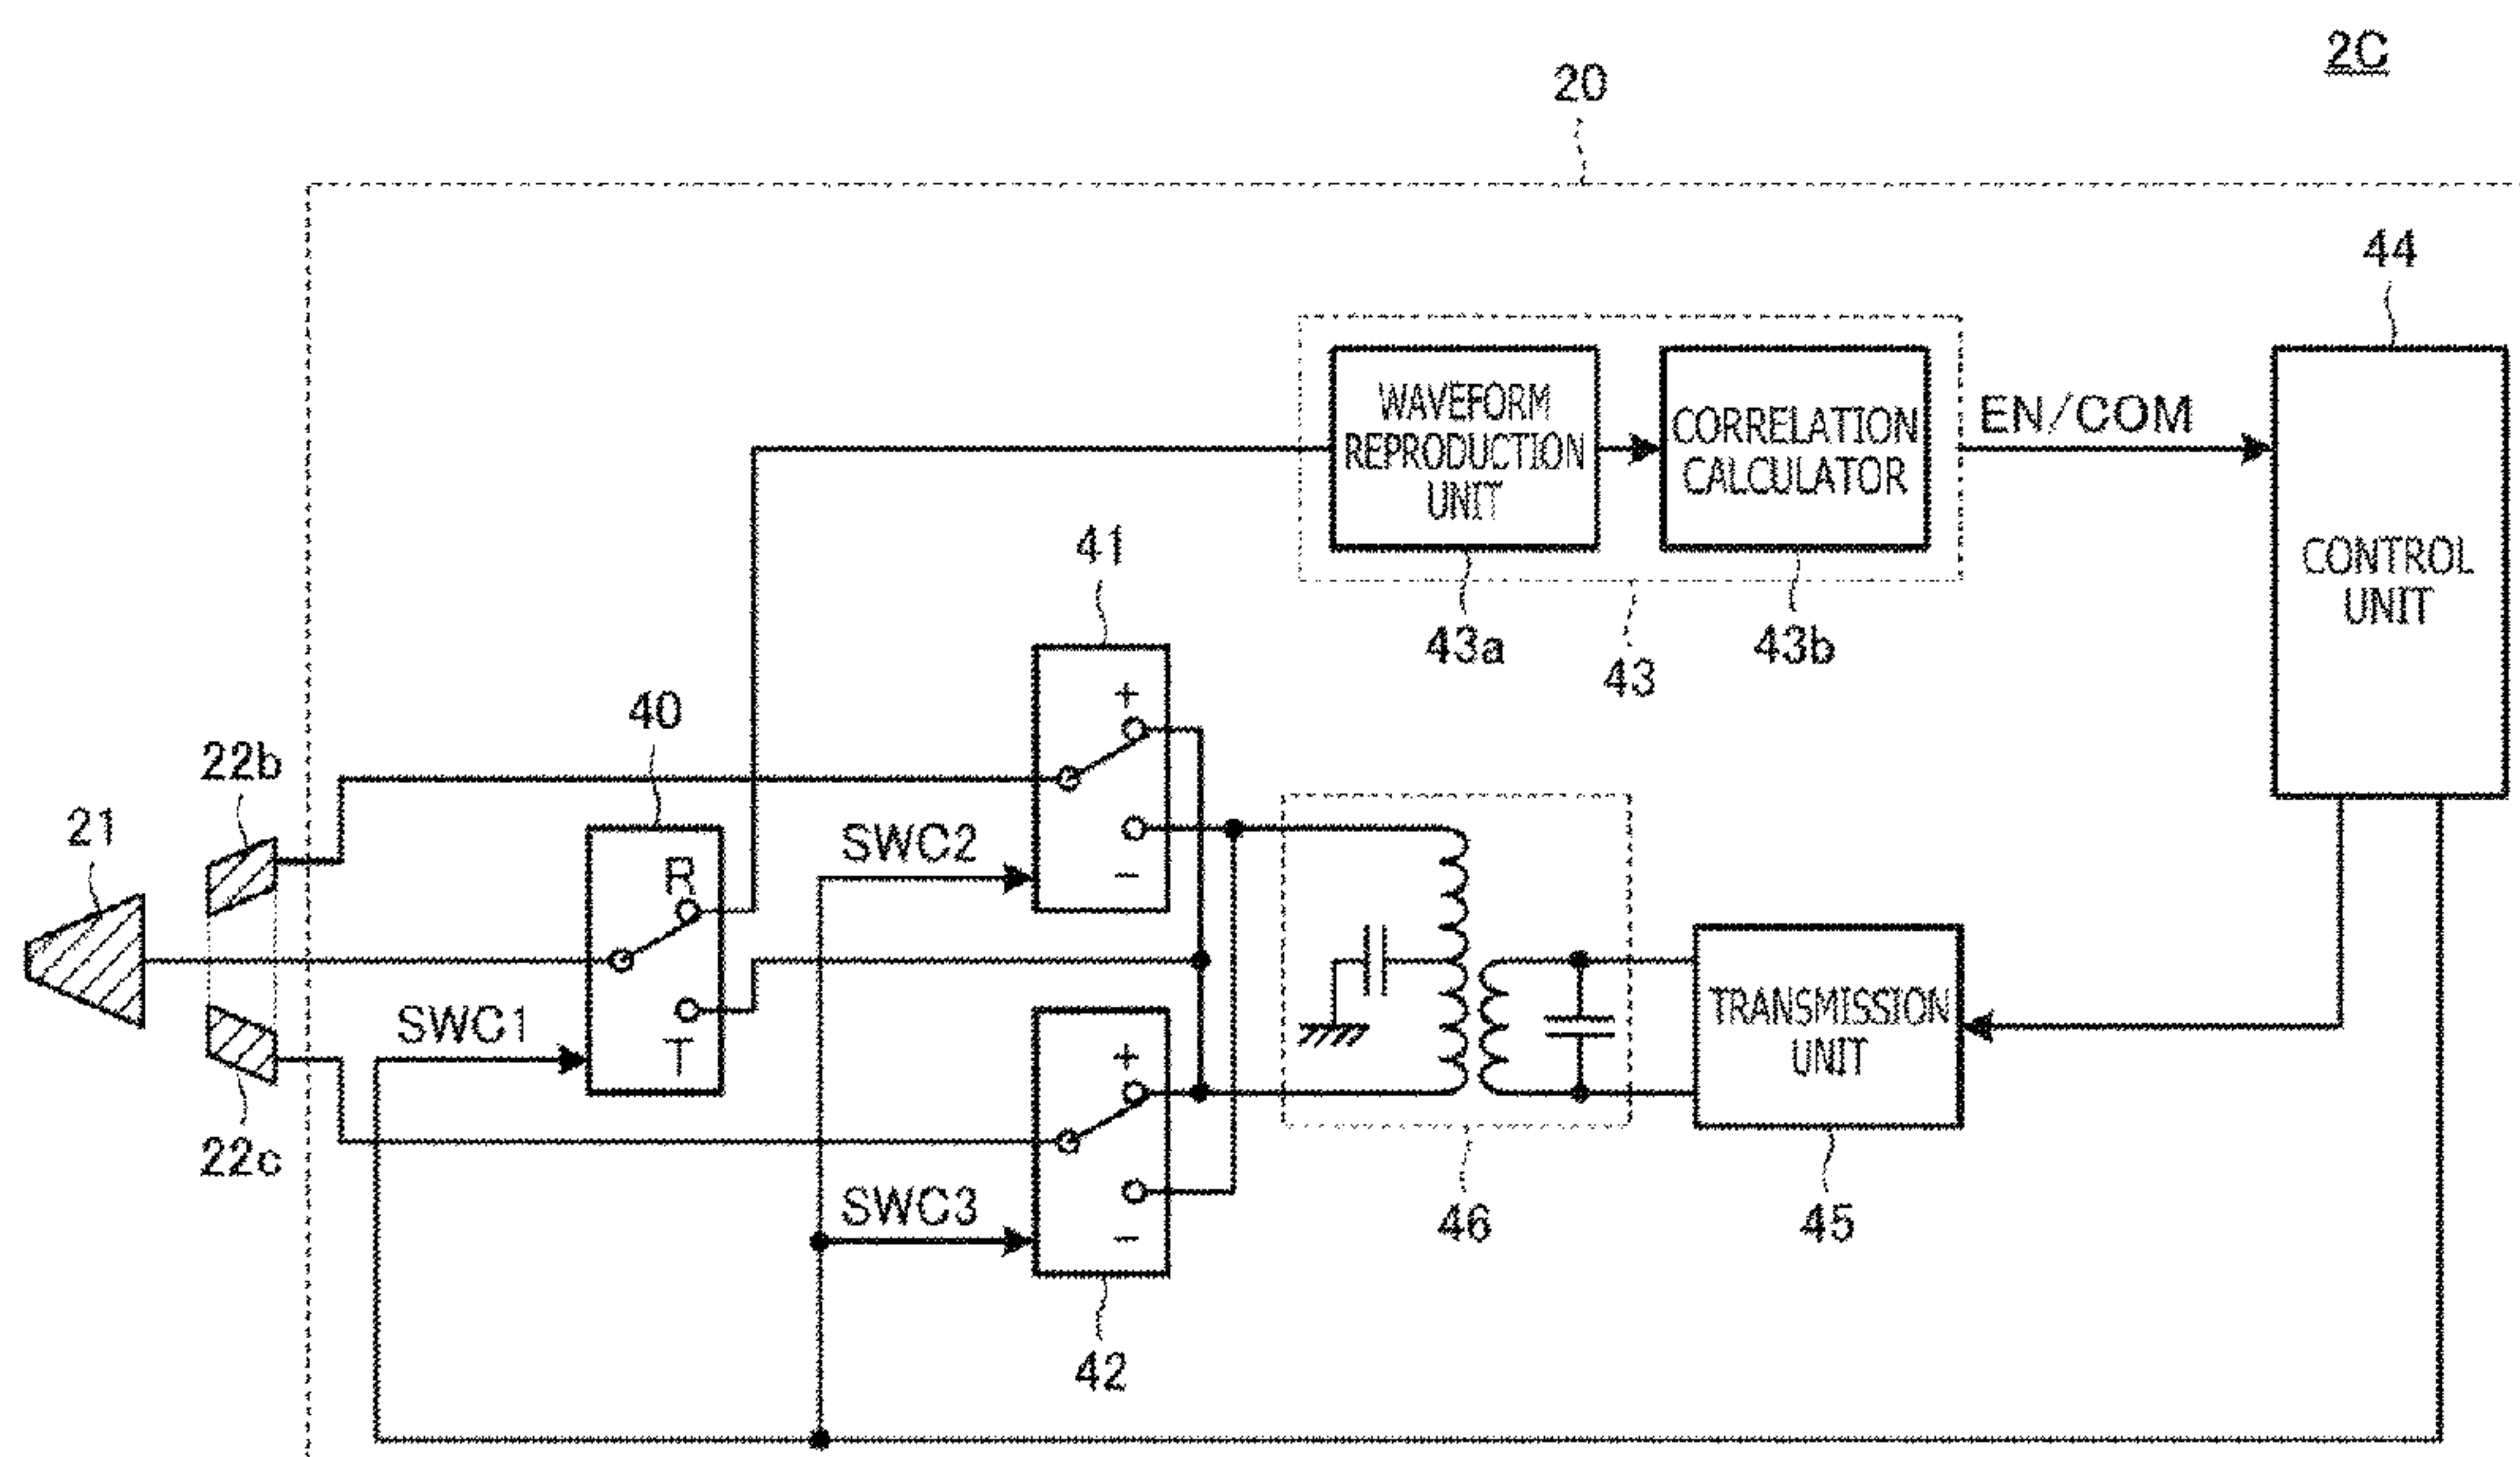 2C
20
44
WAVEFORM
REPRODUCTION
UNIT
CORRELATION
CALCULATOR
EN/COM
CONTROL
UNIT
41
43a
43b
43
+
40
22b
21
SWC2
R
−
SWC1
T
+
TRANSMISSION
UNIT
22c
SWC3
−
46
45
42